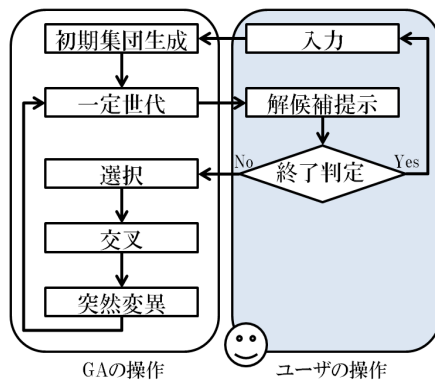 初期集団生成
入力
一定世代
解候補提示
No
終了判定
Yes
選択
交叉
突然変異
GAの操作
ユーザの操作